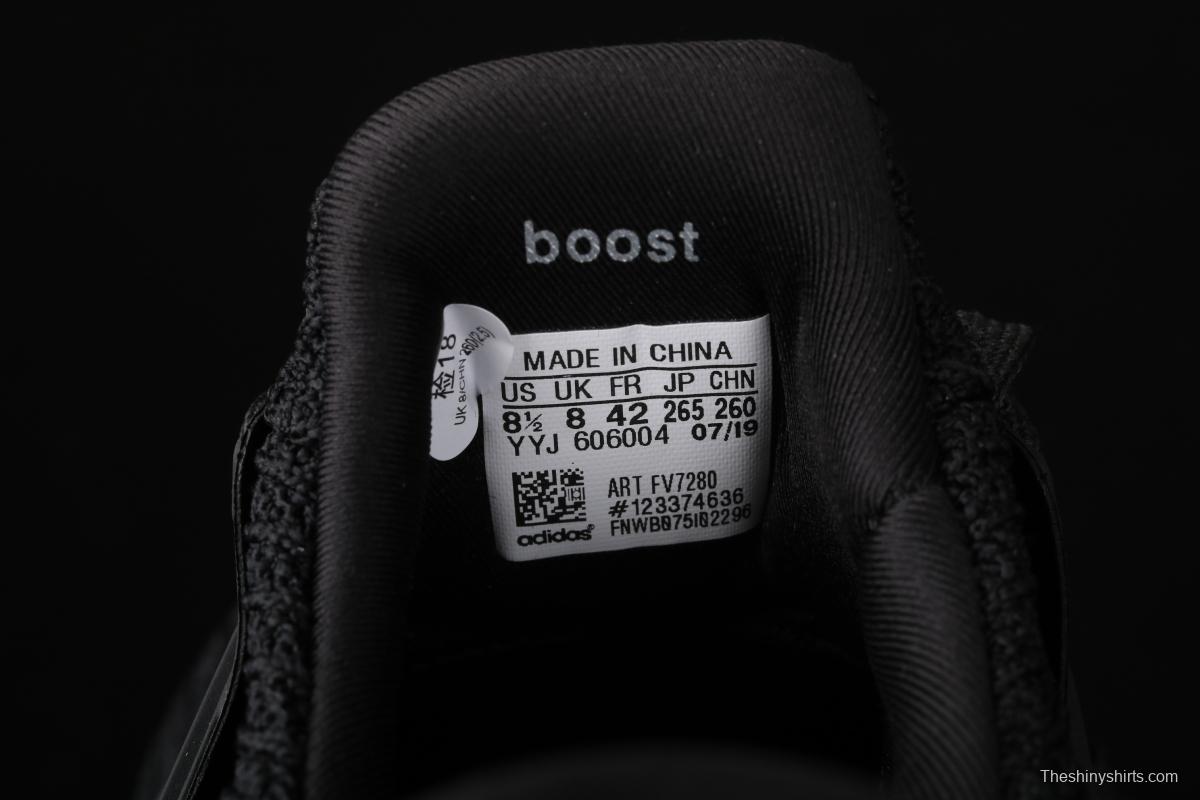 boost
检18
UK 8/CHN 260(2.5)
MADE IN CHINA
US UK FR JP CHN
8½ 8 42 265 260
YYJ 606004 07/19
ART FV7280
#123374636
FNWB075I02296
adidas
Theshinyshirts.com